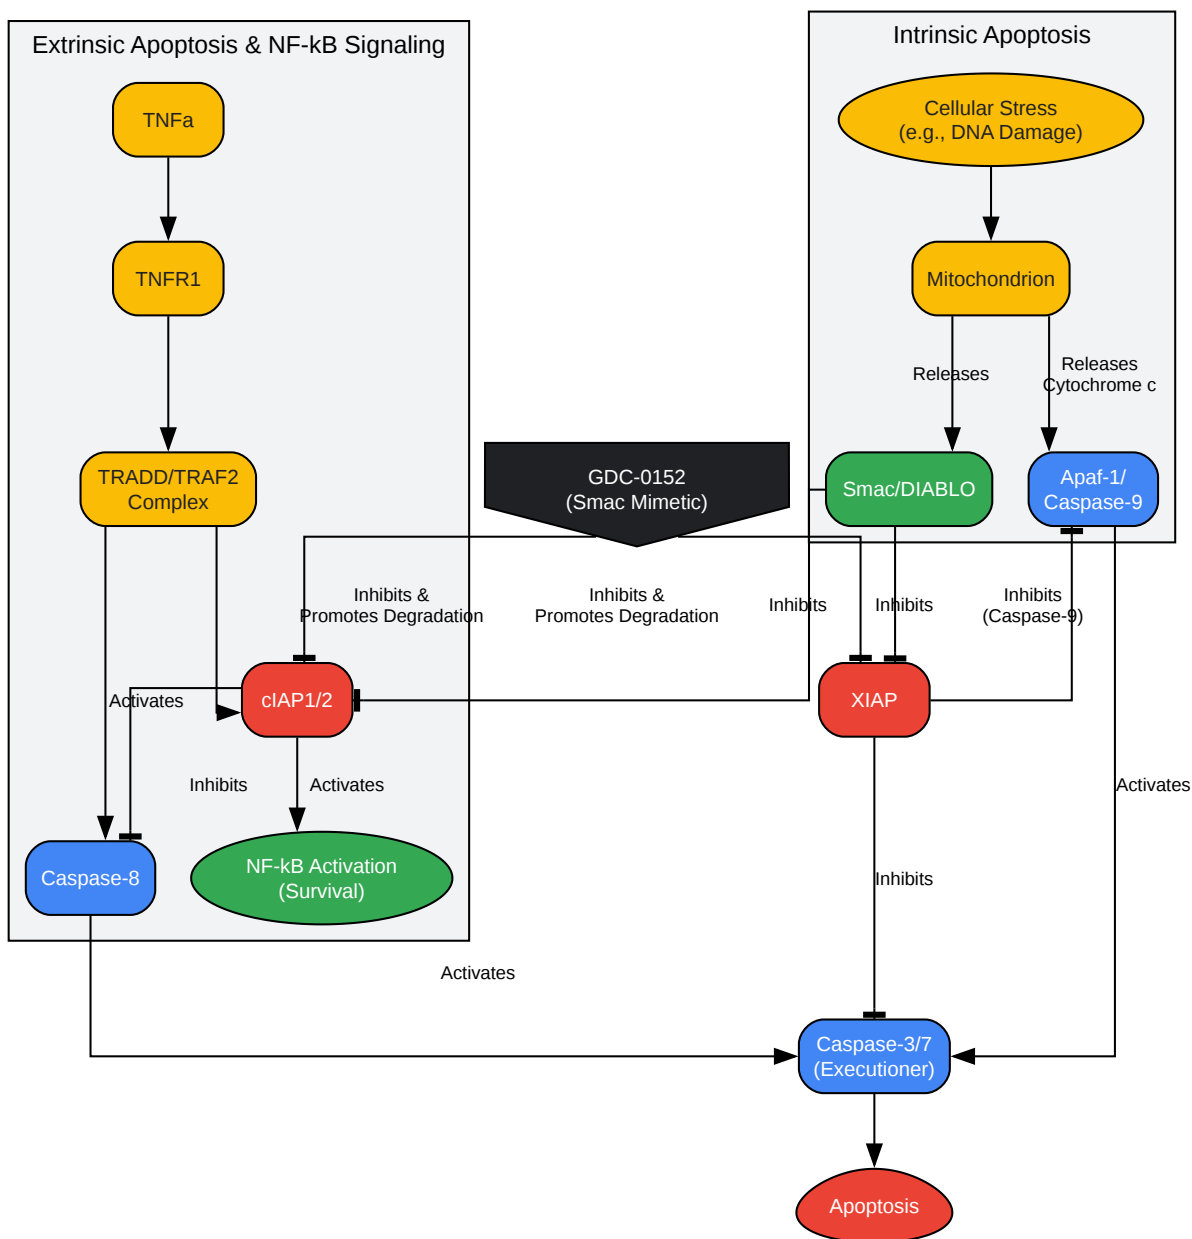 Extrinsic Apoptosis & NF-kB Signaling
Intrinsic Apoptosis
TNFa
Cellular Stress
(e.g., DNA Damage)
TNFR1
Mitochondrion
Releases
Releases
Cytochrome c
TRADD/TRAF2
Complex
GDC-0152
(Smac Mimetic)
Smac/DIABLO
Apaf-1/
Caspase-9
Inhibits &
Promotes Degradation
Inhibits &
Promotes Degradation
Inhibits
Inhibits
Inhibits
(Caspase-9)
Activates
cIAP1/2
XIAP
Inhibits
Activates
Activates
Caspase-8
NF-kB Activation
(Survival)
Inhibits
Activates
Caspase-3/7
(Executioner)
Apoptosis